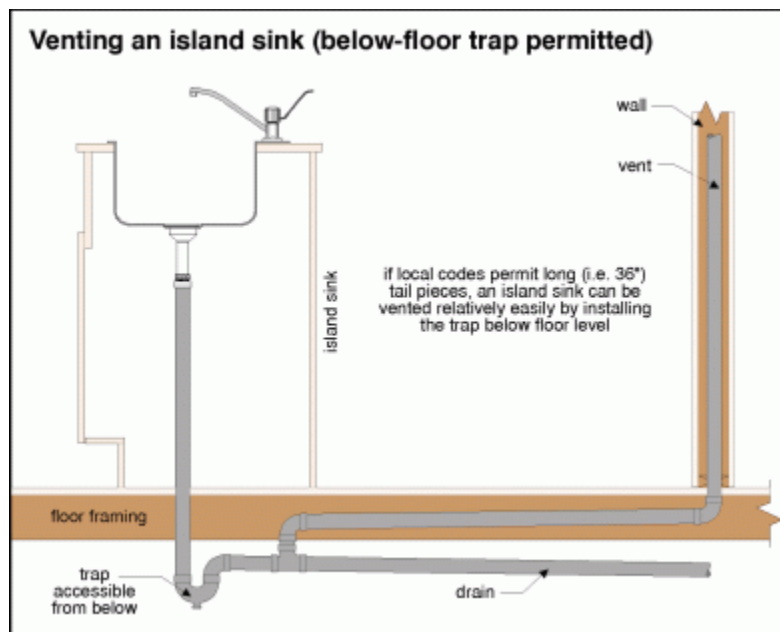 Venting an island sink (below-floor trap permitted)
wall
vent
if local codes permit long (i.e. 36")
tail pieces, an island sink can be
vented relatively easily by installing
the trap below floor level
island sink
floor framing
trap
accessible
from below
drain